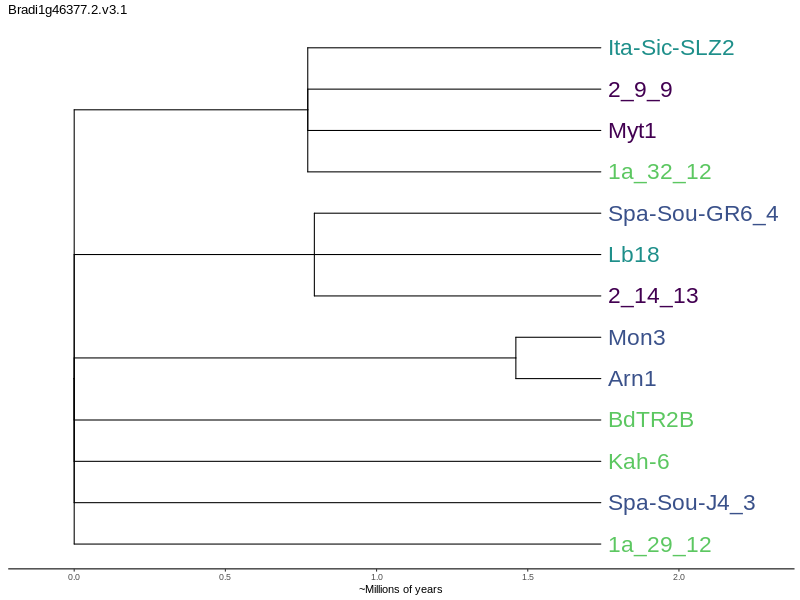 Bradi1g46377.2.v3.1
Ita-Sic-SLZ2
2_9_9
Myt1
1a_32_12
Spa-Sou-GR6_4
Lb18
2_14_13
Mon3
Arn1
BdTR2B
Kah-6
Spa-Sou-J4_3
1a_29_12
0.0 0.5 1.0 1.5 2.0
~Millions of years